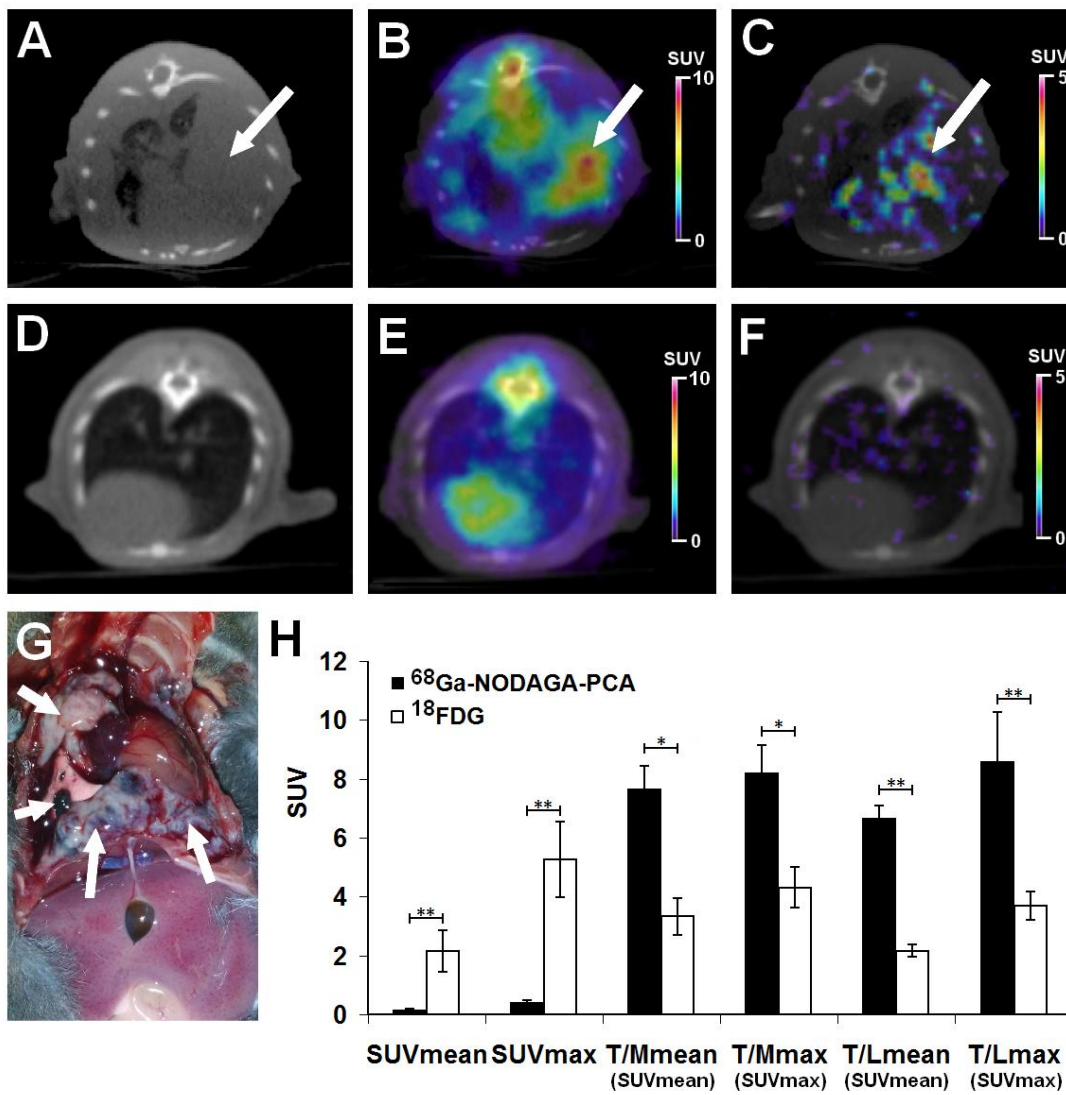 A
B
SUV
10
0
C
SUV
5
0
D
E
SUV
10
0
F
SUV
5
0
G
H
12
10
8
6
4
2
0
SUV
⁶⁸Ga-NODAGA-PCA
¹⁸FDG
**
**
*
*
**
**
SUVmean SUVmax T/Mmean T/Mmax T/Lmean T/Lmax
(SUVmean) (SUVmax) (SUVmean) (SUVmax)